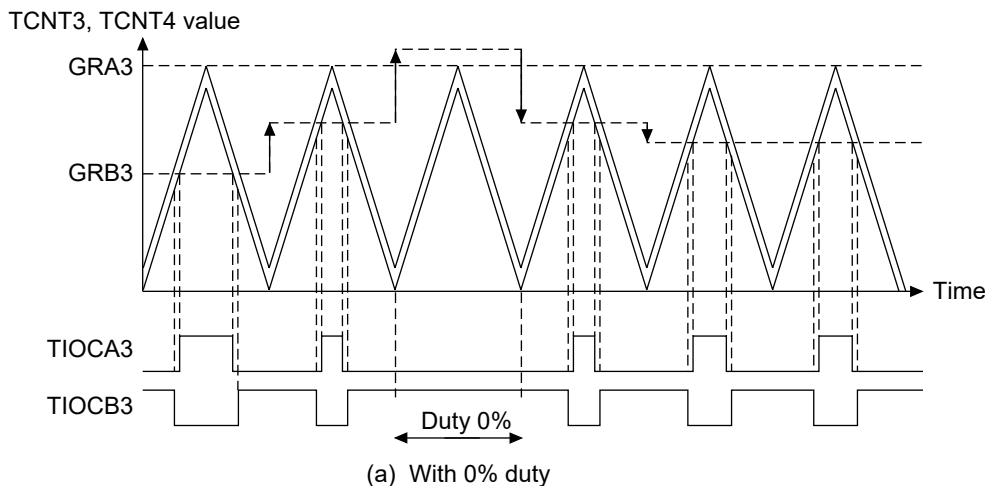 TCNT3, TCNT4 value
GRA3
GRB3
Time
TIOCA3
TIOCB3
Duty 0%
(a) With 0% duty